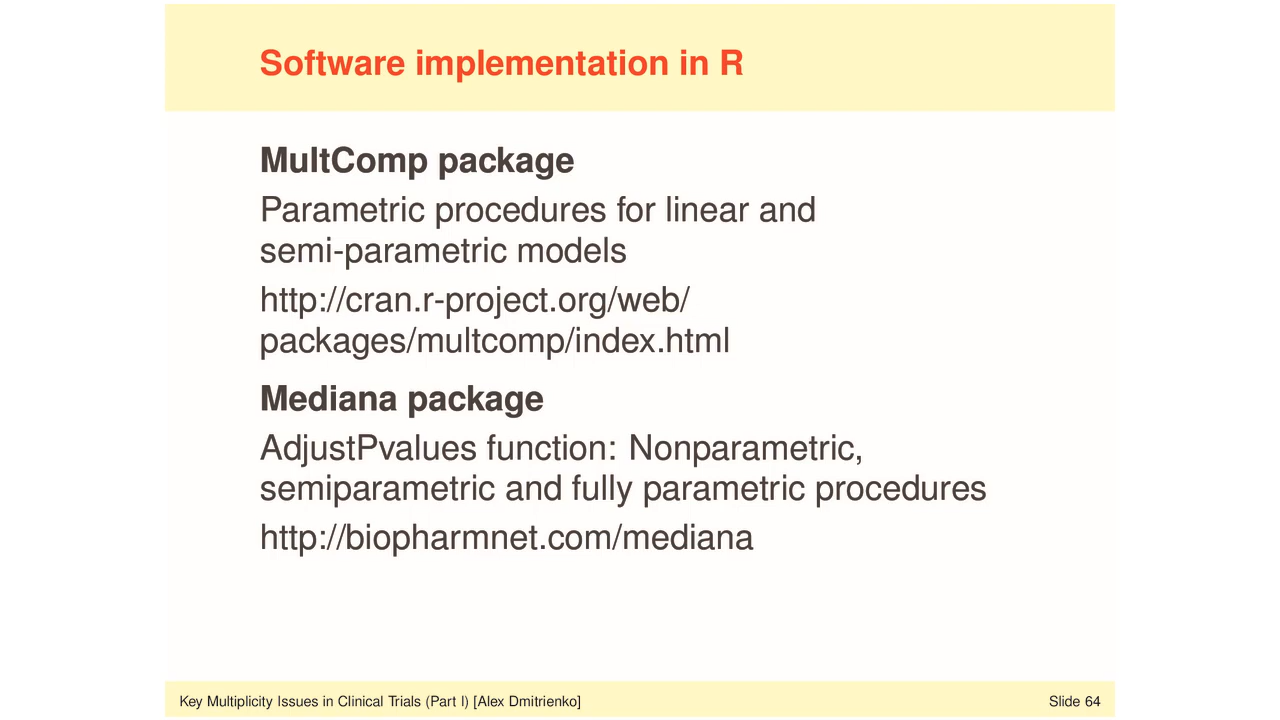 Software implementation in R
MultComp package
Parametric procedures for linear and
semi-parametric models
http://cran.r-project.org/web/
packages/multcomp/index.html
Mediana package
AdjustPvalues function: Nonparametric,
semiparametric and fully parametric procedures
http://biopharmnet.com/mediana
Key Multiplicity Issues in Clinical Trials (Part I) [Alex Dmitrienko]
Slide 64